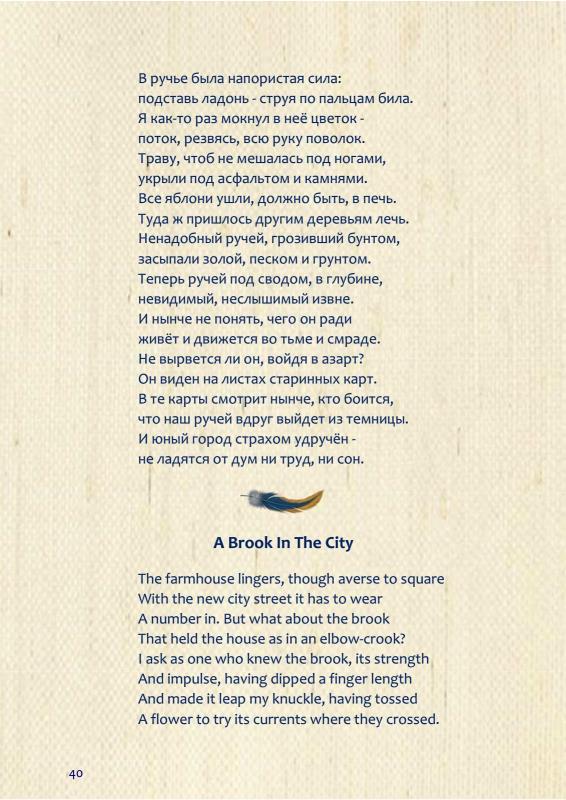 В ручье была напористая сила:
подставь ладонь - струя по пальцам била.
Я как-то раз мокнул в неё цветок -
поток, резвясь, всю руку поволок.
Траву, чтоб не мешалась под ногами,
укрыли под асфальтом и камнями.
Все яблони ушли, должно быть, в печь.
Туда ж пришлось другим деревьям лечь.
Ненадобный ручей, грозивший бунтом,
засыпали золой, песком и грунтом.
Теперь ручей под сводом, в глубине,
невидимый, неслышимый извне.
И нынче не понять, чего он ради
живёт и движется во тьме и смраде.
Не вырвется ли он, войдя в азарт?
Он виден на листах старинных карт.
В те карты смотрит нынче, кто боится,
что наш ручей вдруг выйдет из темницы.
И юный город страхом удручён -
не ладятся от дум ни труд, ни сон.
A Brook In The City
The farmhouse lingers, though averse to square
With the new city street it has to wear
A number in. But what about the brook
That held the house as in an elbow-crook?
I ask as one who knew the brook, its strength
And impulse, having dipped a finger length
And made it leap my knuckle, having tossed
A flower to try its currents where they crossed.
40